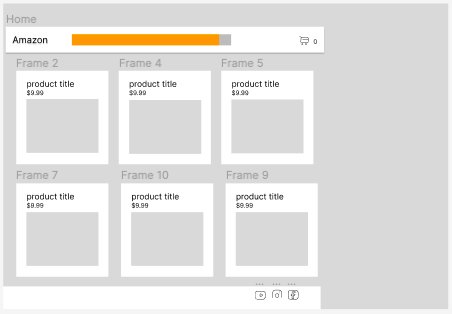 Home
Amazon
0
Frame 2 Frame 4 Frame 5
product title product title product title
$9.99 $9.99 $9.99
Frame 7 Frame 10 Frame 9
product title product title product title
$9.99 $9.99 $9.99
... ... ...